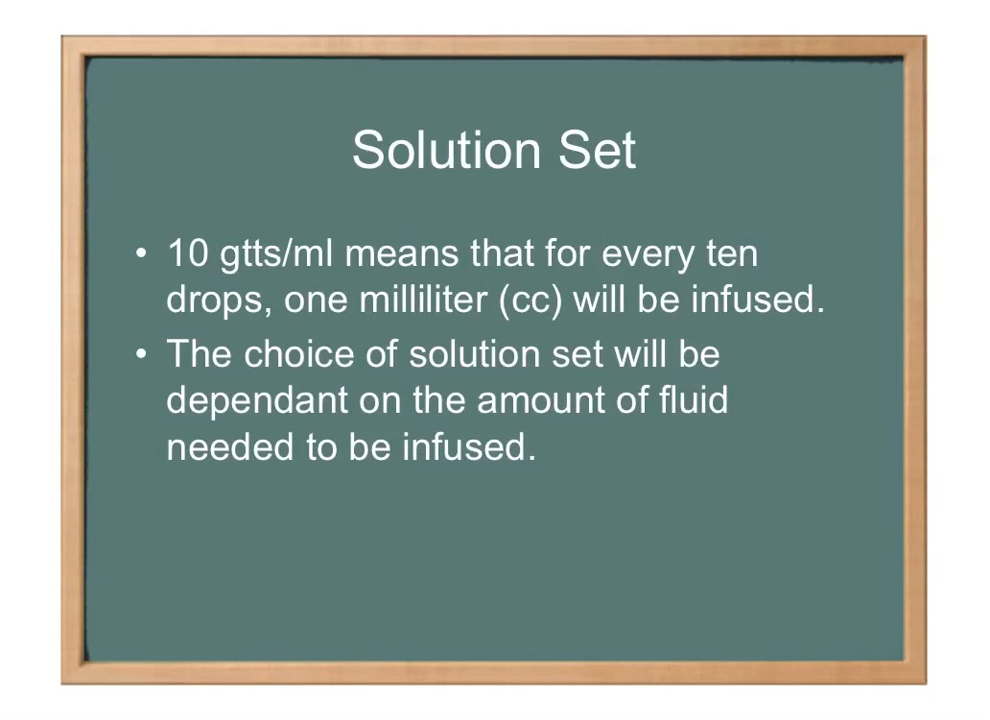 Solution Set
• 10 gtts/ml means that for every ten
drops, one milliliter (cc) will be infused.
• The choice of solution set will be
dependant on the amount of fluid
needed to be infused.